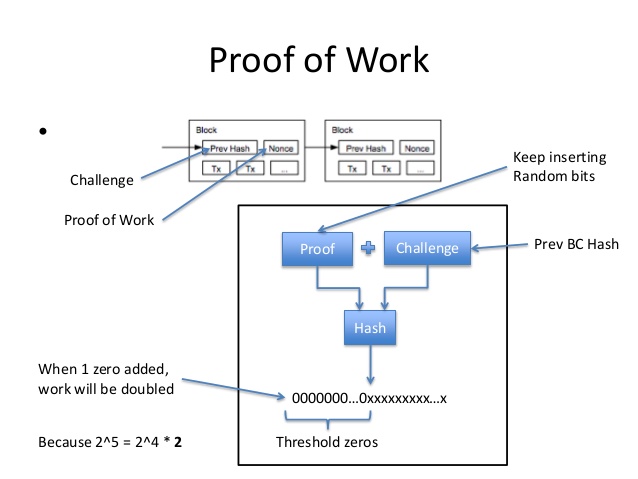 Proof of Work
•
Block
Prev Hash
Nonce
Tx
Tx
...
Block
Prev Hash
Nonce
Tx
Tx
...
Keep inserting
Random bits
Challenge
Proof of Work
Proof
Challenge
Prev BC Hash
Hash
When 1 zero added,
work will be doubled
0000000...0xxxxxxxxx...x
Because 2^5 = 2^4 * 2
Threshold zeros